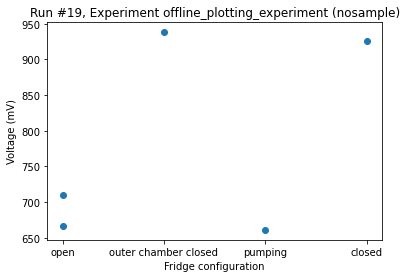 Run #19, Experiment offline_plotting_experiment (nosample)
950
900
850
800
750
700
650
Voltage (mV)
open outer chamber closed pumping closed
Fridge configuration